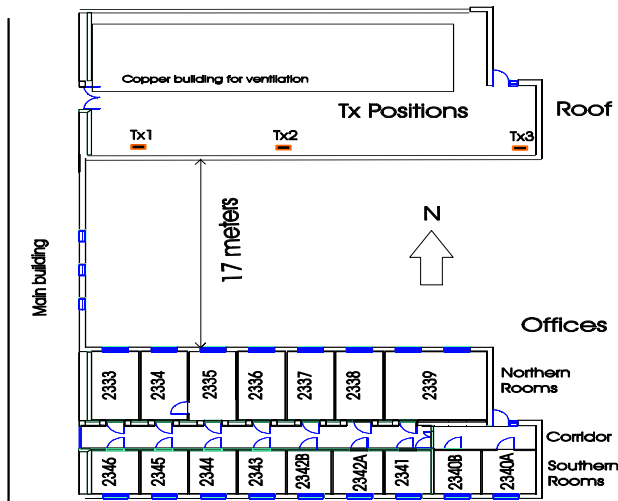 Copper building for ventilation
Tx Positions
Roof
Tx1
Tx2
Tx3
Main building
17 meters
N
Offices
2333
2334
2335
2336
2337
2338
2339
Northern
Rooms
Corridor
2346
2345
2344
2343
2342B
2342A
2341
2340B
2340A
Southern
Rooms